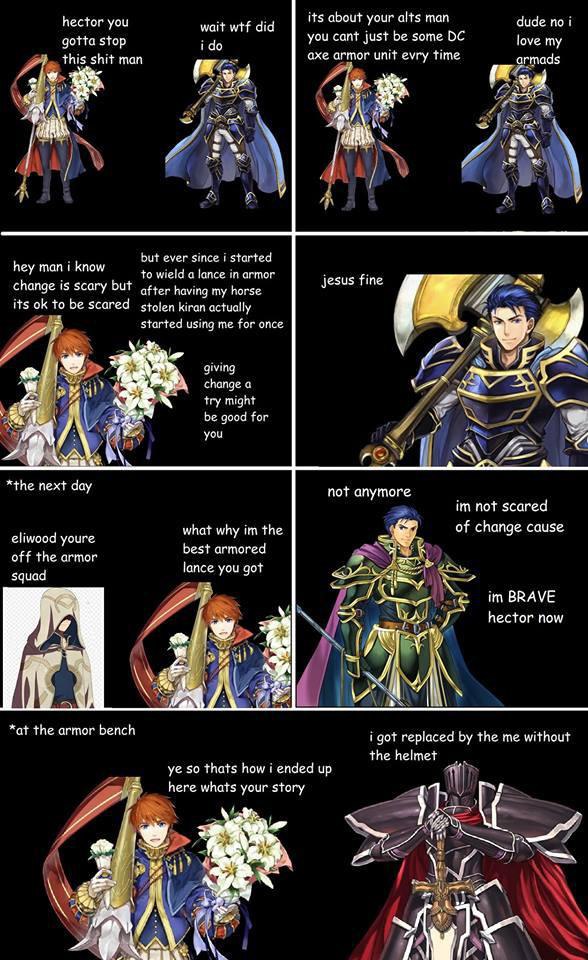 hector you
gotta stop
this shit man
wait wtf did
i do
its about your alts man
you cant just be some DC
axe armor unit evry time
dude no i
love my
armads
hey man i know
change is scary but
its ok to be scared
but ever since i started
to wield a lance in armor
after having my horse
stolen kiran actually
started using me for once
giving
change a
try might
be good for
you
jesus fine
*the next day
eliwood youre
off the armor
squad
what why im the
best armored
lance you got
not anymore
im not scared
of change cause
im BRAVE
hector now
*at the armor bench
ye so thats how i ended up
here whats your story
i got replaced by the me without
the helmet